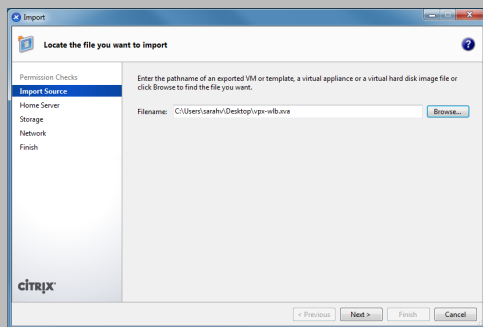 Import
Locate the file you want to import
Permission Checks
Import Source
Home Server
Storage
Network
Finish
Enter the pathname of an exported VM or template, a virtual appliance or a virtual hard disk image file or
click Browse to find the file you want.
Filename: C:\Users\sarahv\Desktop\vpx-wlb.xva Browse...
CITRIX
< Previous Next > Finish Cancel